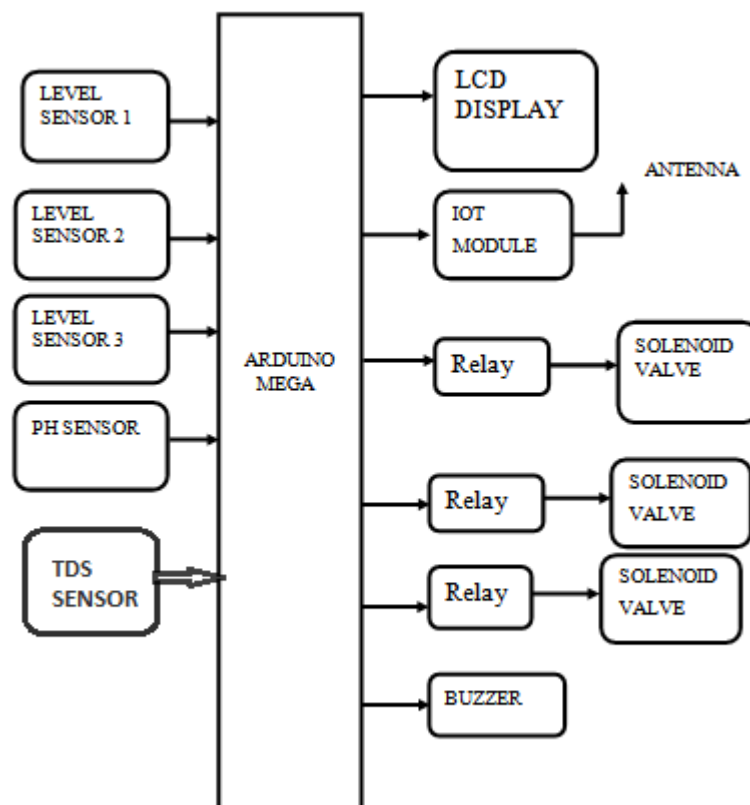 LEVEL
SENSOR 1
LEVEL
SENSOR 2
LEVEL
SENSOR 3
PH SENSOR
TDS
SENSOR
ARDUINO
MEGA
LCD
DISPLAY
ANTENNA
IOT
MODULE
Relay
SOLENOID
VALVE
Relay
SOLENOID
VALVE
Relay
SOLENOID
VALVE
BUZZER